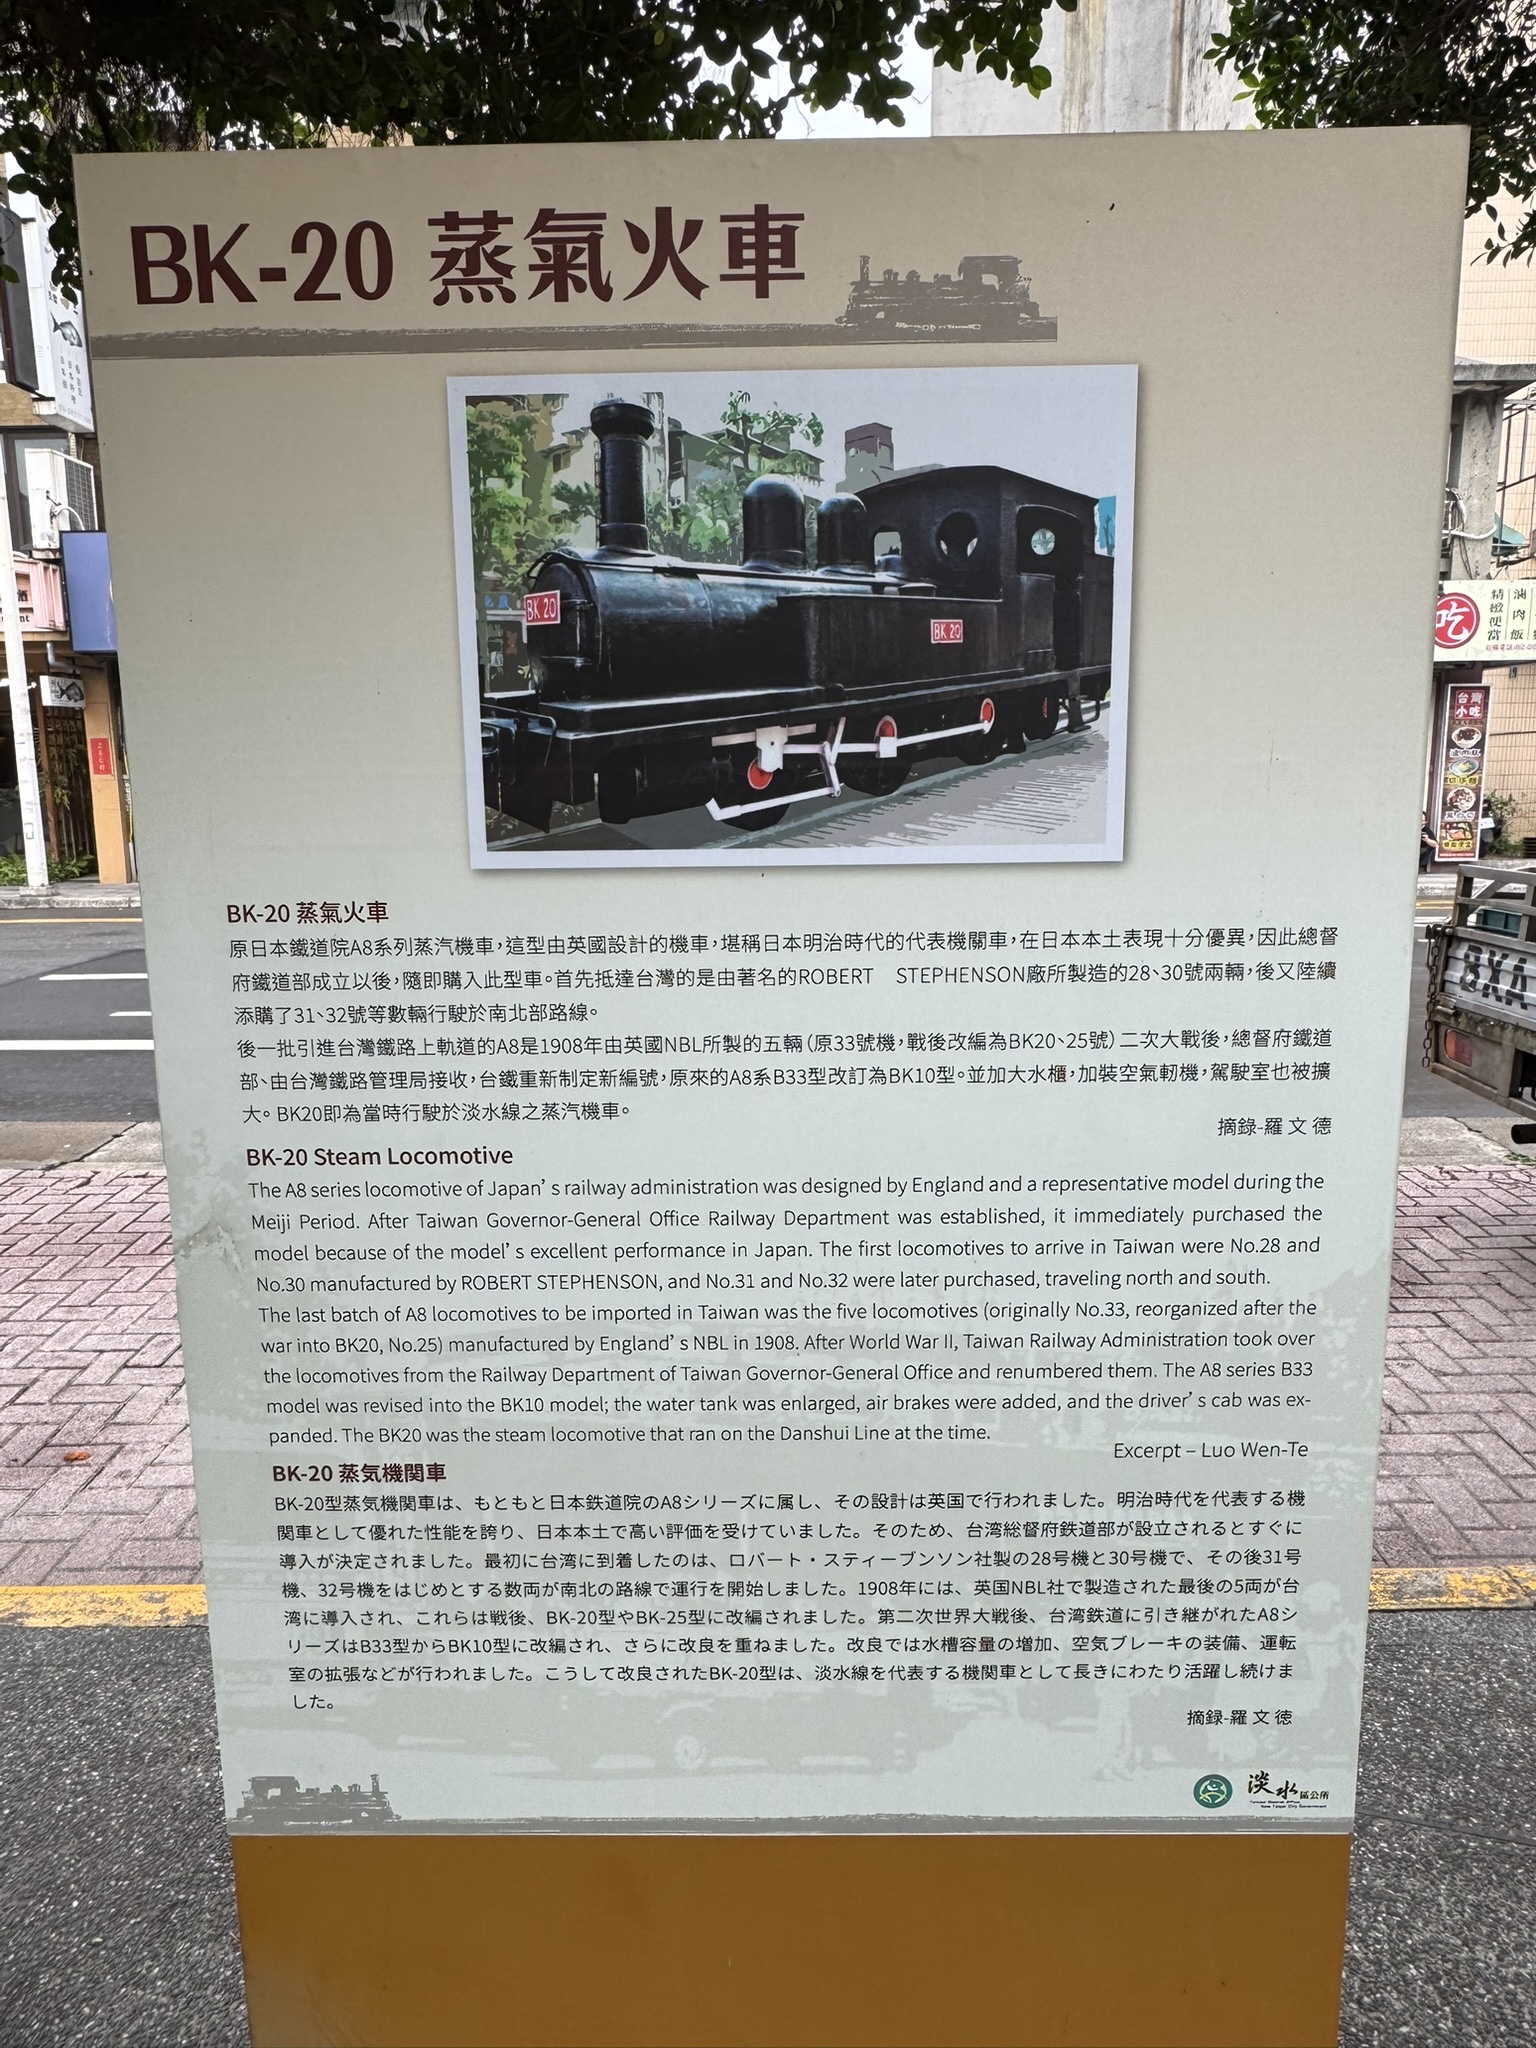 BK-20 蒸氣火車
BK 20
BK 20
BK-20 蒸氣火車
原日本鐵道院A8系列蒸汽機車，這型由英國設計的機車，堪稱日本明治時代的代表機關車，在日本本土表現十分優異，因此總督
府鐵道部成立以後，隨即購入此型車。首先抵達台灣的是由著名的ROBERT STEPHENSON廠所製造的28、30號兩輛，後又陸續
添購了31、32號等數輛行駛於南北部路線。
後一批引進台灣鐵路上軌道的A8是1908年由英國NBL所製的五輛（原33號機，戰後改編為BK20、25號）二次大戰後，總督府鐵道
部、由台灣鐵路管理局接收，台鐵重新制定新編號，原來的A8系B33型改訂為BK10型。並加大水櫃，加裝空氣軔機，駕駛室也被擴
大。BK20即為當時行駛於淡水線之蒸汽機車。
摘錄-羅 文 德
BK-20 Steam Locomotive
The A8 series locomotive of Japan’s railway administration was designed by England and a representative model during the
Meiji Period. After Taiwan Governor-General Office Railway Department was established, it immediately purchased the
model because of the model’s excellent performance in Japan. The first locomotives to arrive in Taiwan were No.28 and
No.30 manufactured by ROBERT STEPHENSON, and No.31 and No.32 were later purchased, traveling north and south.
The last batch of A8 locomotives to be imported in Taiwan was the five locomotives (originally No.33, reorganized after the
war into BK20, No.25) manufactured by England’s NBL in 1908. After World War II, Taiwan Railway Administration took over
the locomotives from the Railway Department of Taiwan Governor-General Office and renumbered them. The A8 series B33
model was revised into the BK10 model; the water tank was enlarged, air brakes were added, and the driver’s cab was ex-
panded. The BK20 was the steam locomotive that ran on the Danshui Line at the time.
Excerpt – Luo Wen-Te
BK-20 蒸気機関車
BK-20型蒸気機関車は、もともと日本鉄道院のA8シリーズに属し、その設計は英国で行われました。明治時代を代表する機
関車として優れた性能を誇り、日本本土で高い評価を受けていました。そのため、台湾総督府鉄道部が設立されるとすぐに
導入が決定されました。最初に台湾に到着したのは、ロバート・スティーブンソン社製の28号機と30号機で、その後31号
機、32号機をはじめとする数両が南北の路線で運行を開始しました。1908年には、英国NBL社で製造された最後の5両が台
湾に導入され、これらは戦後、BK-20型やBK-25型に改編されました。第二次世界大戦後、台湾鉄道に引き継がれたA8シ
リーズはB33型からBK10型に改編され、さらに改良を重ねました。改良では水槽容量の増加、空気ブレーキの装備、運転
室の拡張などが行われました。こうして改良されたBK-20型は、淡水線を代表する機関車として長きにわたり活躍し続けま
した。
摘録-羅 文 徳
淡水區公所
吃
精緻便當
滷肉飯
台灣
小吃